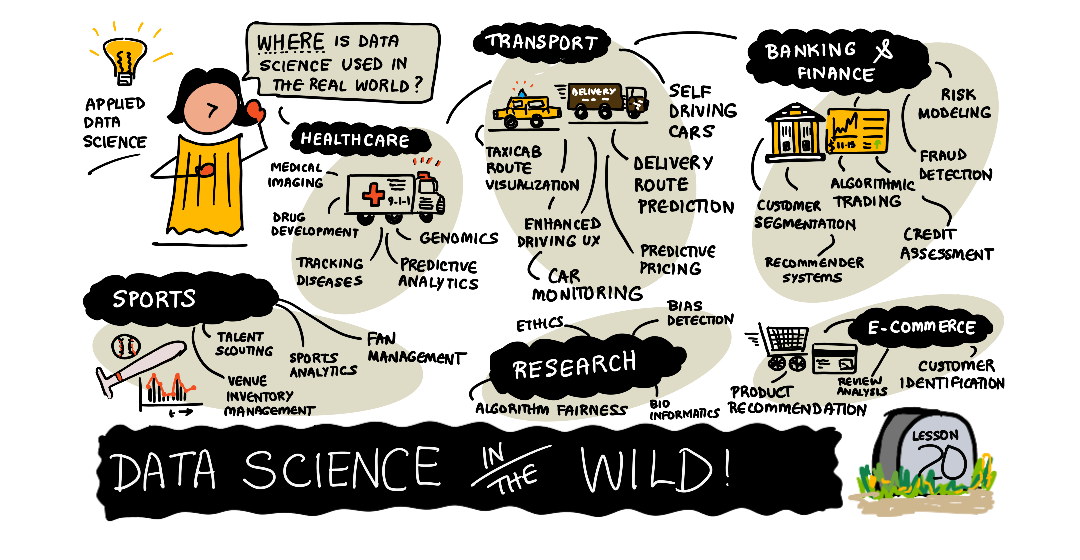 APPLIED
DATA
SCIENCE
WHERE IS DATA
SCIENCE USED IN
THE REAL WORLD?
HEALTHCARE
MEDICAL
IMAGING
9-1-1
DRUG
DEVELOPMENT
GENOMICS
TRACKING
DISEASES
PREDICTIVE
ANALYTICS
TRANSPORT
DELIVERY
SELF
DRIVING
CARS
TAXICAB
ROUTE
VISUALIZATION
DELIVERY
ROUTE
PREDICTION
ENHANCED
DRIVING UX
PREDICTIVE
PRICING
CAR
MONITORING
BANKING &
FINANCE
RISK
MODELING
11-15
FRAUD
DETECTION
ALGORITHMIC
TRADING
CUSTOMER
SEGMENTATION
CREDIT
ASSESSMENT
RECOMMENDER
SYSTEMS
SPORTS
TALENT
SCOUTING
SPORTS
ANALYTICS
FAN
MANAGEMENT
VENUE
INVENTORY
MANAGEMENT
t
ETHICS
BIAS
DETECTION
RESEARCH
ALGORITHM FAIRNESS
BIO
INFORMATICS
E-COMMERCE
CUSTOMER
IDENTIFICATION
REVIEW
ANALYSIS
PRODUCT
RECOMMENDATION
DATA SCIENCE IN THE WILD!
LESSON
20